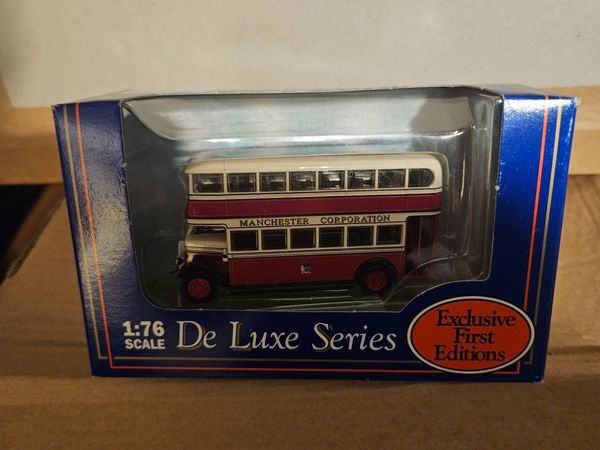 MANCHESTER CORPORATION
1:76
SCALE
De Luxe Series
Exclusive
First
Editions